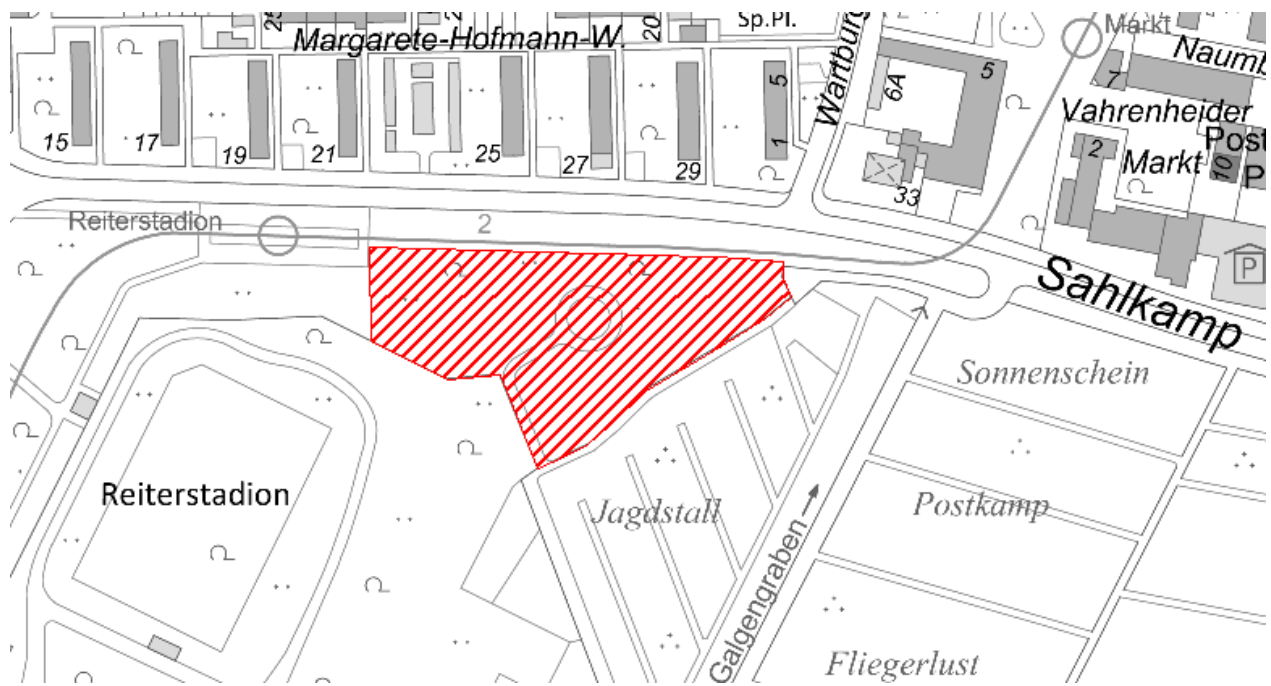 25
20
Sp.Pl.
Markt
Margarete-Hofmann-W.
Wartburg
6A
5
5
7
Naumb
Vahrenheider
Markt
Post
P
10
2
15
17
19
21
25
27
29
1
33
Reiterstadion
2
P
Sahlkamp
Sonnenschein
Reiterstadion
Jagdstall
Postkamp
Galgengraben
Fliegerlust